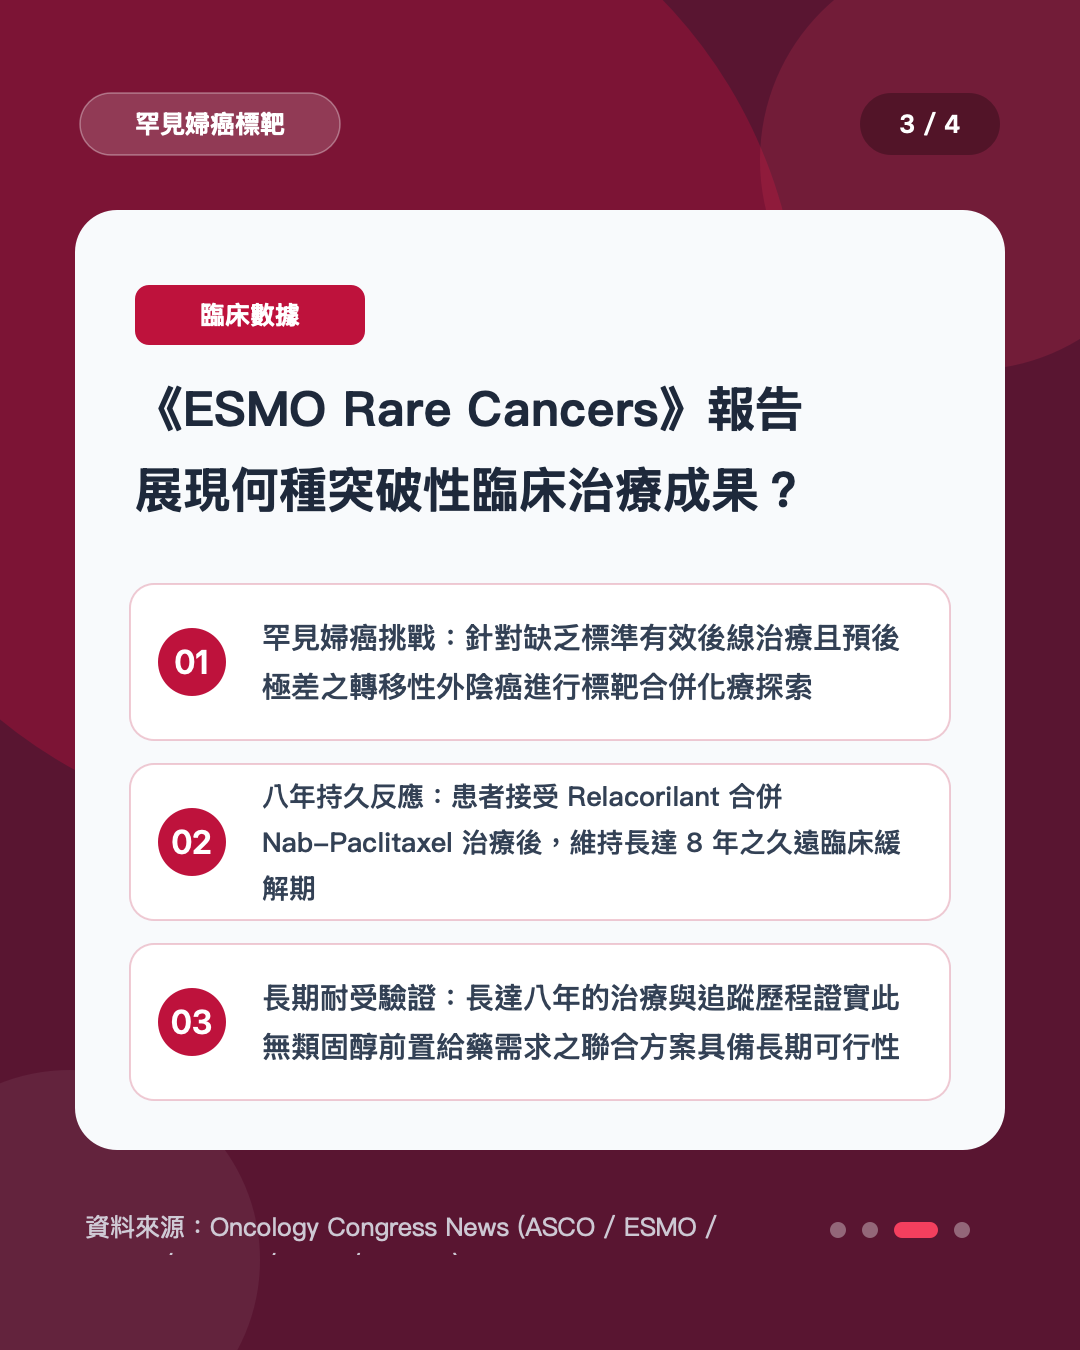 罕見婦癌標靶
3 / 4
臨床數據
《ESMO Rare Cancers》報告
展現何種突破性臨床治療成果？
01
罕見婦癌挑戰：針對缺乏標準有效後線治療且預後
極差之轉移性外陰癌進行標靶合併化療探索
02
八年持久反應：患者接受 Relacorilant 合併
Nab-Paclitaxel 治療後，維持長達 8 年之久遠臨床緩
解期
03
長期耐受驗證：長達八年的治療與追蹤歷程證實此
無類固醇前置給藥需求之聯合方案具備長期可行性
資料來源：Oncology Congress News (ASCO / ESMO /